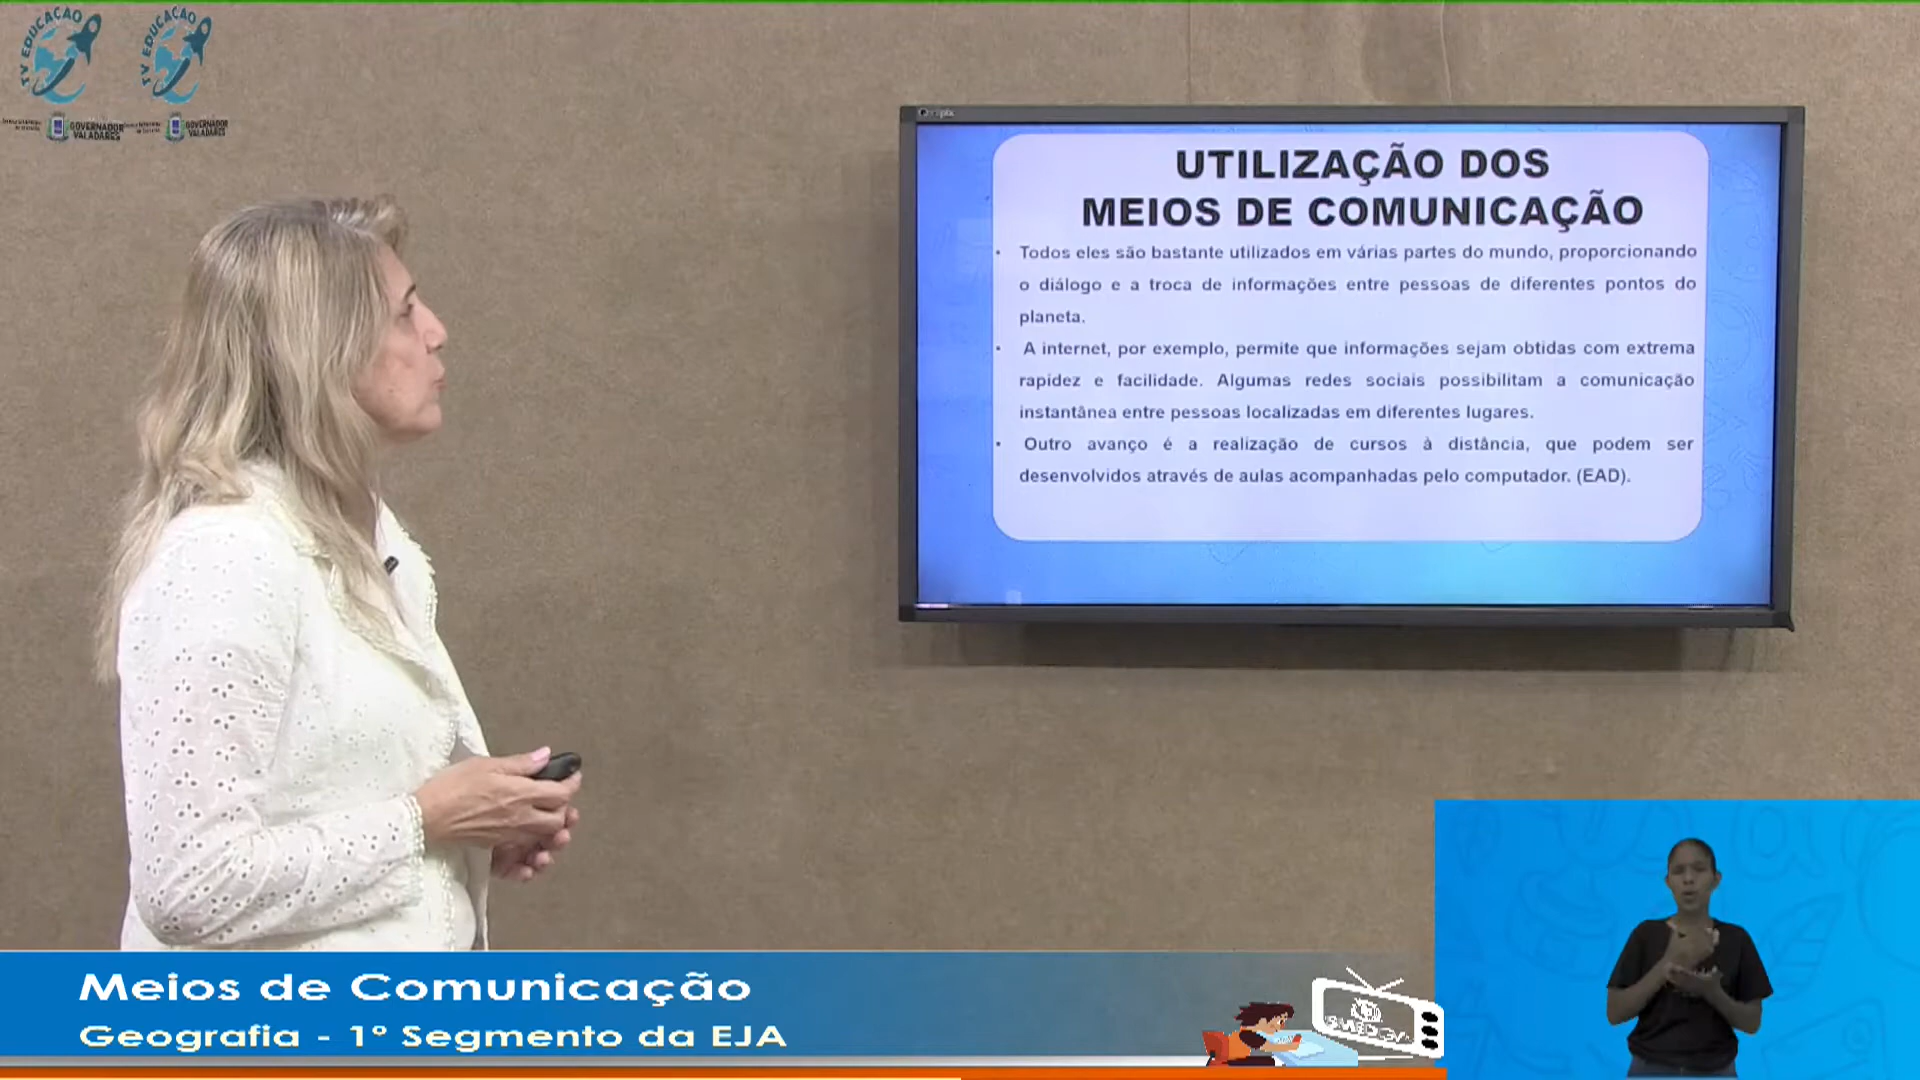 TV EDUCAÇÃO
TV EDUCAÇÃO
GOVERNADOR
VALADARES
GOVERNADOR
VALADARES
UTILIZAÇÃO DOS
MEIOS DE COMUNICAÇÃO
• Todos eles são bastante utilizados em várias partes do mundo, proporcionando
o diálogo e a troca de informações entre pessoas de diferentes pontos do
planeta.
• A internet, por exemplo, permite que informações sejam obtidas com extrema
rapidez e facilidade. Algumas redes sociais possibilitam a comunicação
instantânea entre pessoas localizadas em diferentes lugares.
• Outro avanço é a realização de cursos à distância, que podem ser
desenvolvidos através de aulas acompanhadas pelo computador. (EAD).
Meios de Comunicação
Geografia - 1º Segmento da EJA